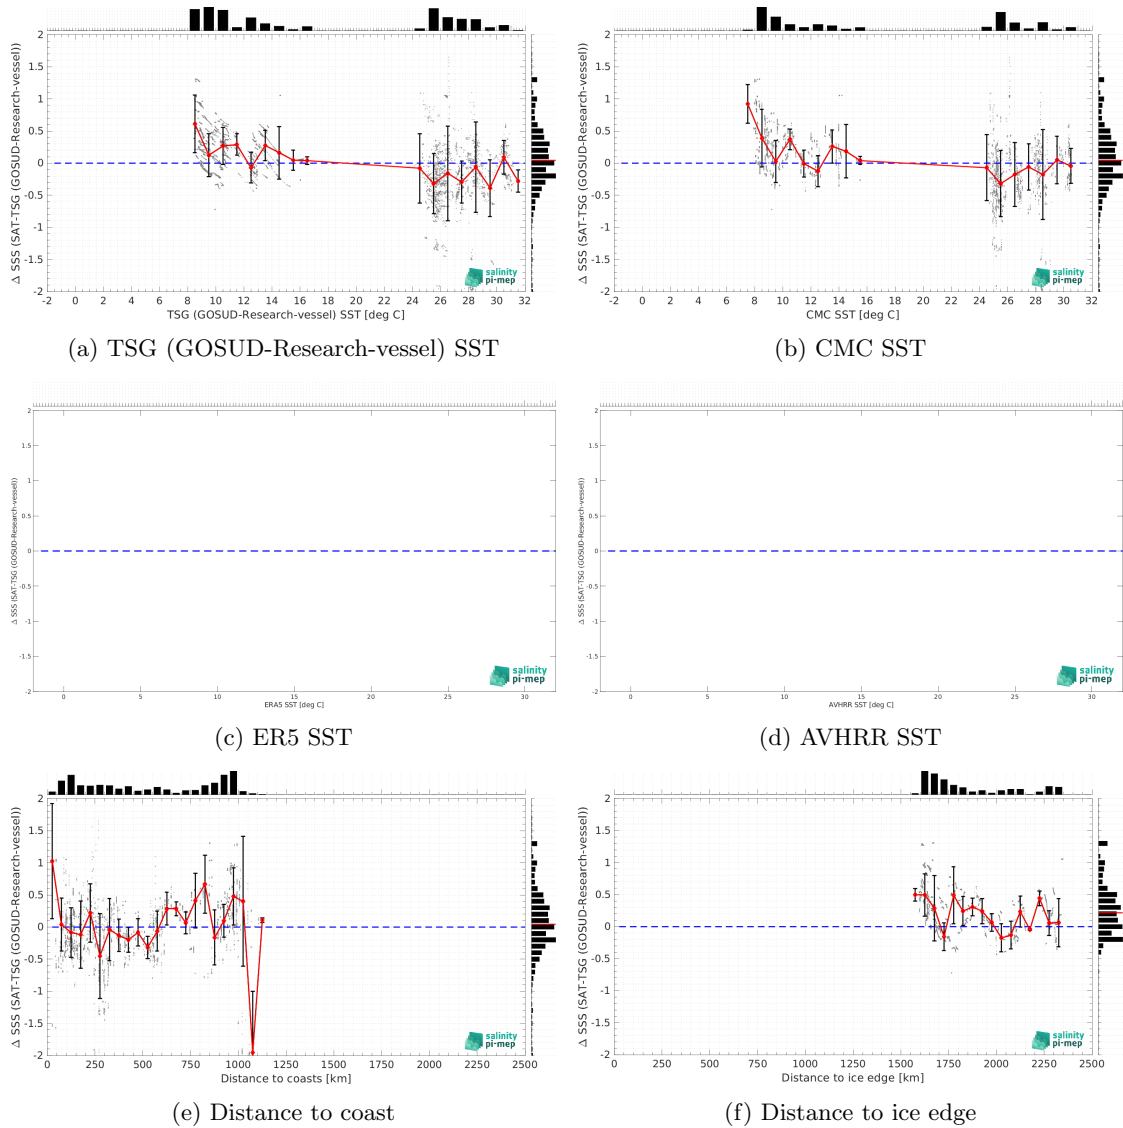 Δ SSS (SAT-TSG (GOSUD-Research-vessel))
2
1.5
1
0.5
0
-0.5
-1
-1.5
-2
-2 0 2 4 6 8 10 12 14 16 18 20 22 24 26 28 30 32
TSG (GOSUD-Research-vessel) SST [deg C]
salinity
pi-mep
(a) TSG (GOSUD-Research-vessel) SST
Δ SSS (SAT-TSG (GOSUD-Research-vessel))
2
1.5
1
0.5
0
-0.5
-1
-1.5
-2
-2 0 2 4 6 8 10 12 14 16 18 20 22 24 26 28 30 32
CMC SST [deg C]
salinity
pi-mep
(b) CMC SST
Δ SSS (SAT-TSG (GOSUD-Research-vessel))
2
1.5
1
0.5
0
-0.5
-1
-1.5
-2
0 5 10 15 20 25 30
ERA5 SST [deg C]
salinity
pi-mep
(c) ER5 SST
Δ SSS (SAT-TSG (GOSUD-Research-vessel))
2
1.5
1
0.5
0
-0.5
-1
-1.5
-2
0 5 10 15 20 25 30
AVHRR SST [deg C]
salinity
pi-mep
(d) AVHRR SST
Δ SSS (SAT-TSG (GOSUD-Research-vessel))
2
1.5
1
0.5
0
-0.5
-1
-1.5
-2
0 250 500 750 1000 1250 1500 1750 2000 2250 2500
Distance to coasts [km]
salinity
pi-mep
(e) Distance to coast
Δ SSS (SAT-TSG (GOSUD-Research-vessel))
2
1.5
1
0.5
0
-0.5
-1
-1.5
-2
0 250 500 750 1000 1250 1500 1750 2000 2250 2500
Distance to ice edge [km]
salinity
pi-mep
(f) Distance to ice edge